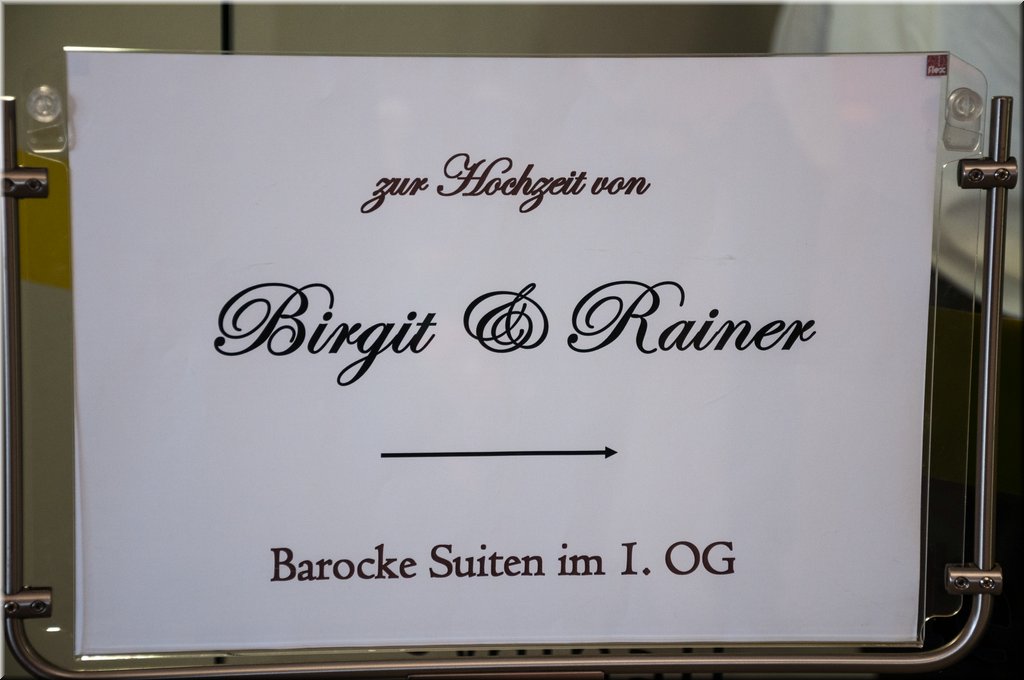 zur Hochzeit von
Birgit & Rainer
Barocke Suiten im I. OG